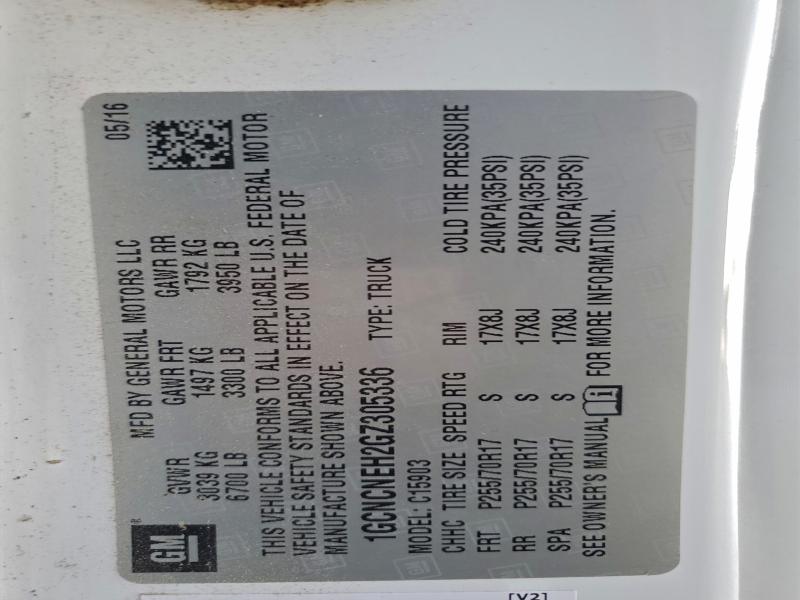 GM ®
MFD BY GENERAL MOTORS LLC 05/16
GVWR GAWR FRT GAWR RR
3039 KG 1497 KG 1792 KG
6700 LB 3300 LB 3950 LB
THIS VEHICLE CONFORMS TO ALL APPLICABLE U.S. FEDERAL MOTOR
VEHICLE SAFETY STANDARDS IN EFFECT ON THE DATE OF
MANUFACTURE SHOWN ABOVE.
1GCNCNEH2GZ305336 TYPE: TRUCK
MODEL: C15903
CHHC TIRE SIZE SPEED RTG RIM COLD TIRE PRESSURE
FRT P255/70R17 S 17X8J 240KPA(35PSI)
RR P255/70R17 S 17X8J 240KPA(35PSI)
SPA P255/70R17 S 17X8J 240KPA(35PSI)
SEE OWNER'S MANUAL FOR MORE INFORMATION.